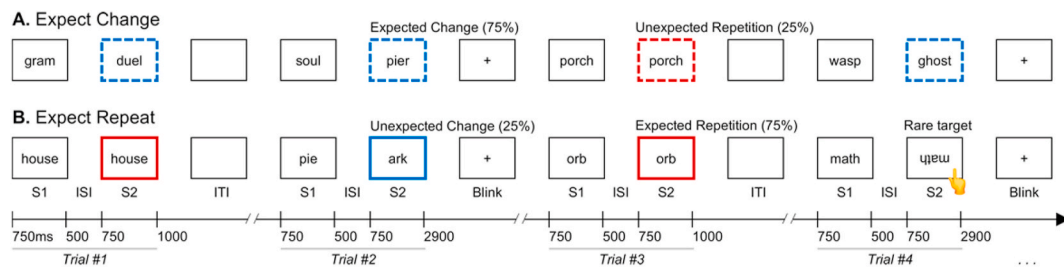 A. Expect Change
Expected Change (75%)
Unexpected Repetition (25%)
gram duel soul pier + porch porch wasp ghost +
B. Expect Repeat
Unexpected Change (25%)
Expected Repetition (75%)
Rare target
house house pie ark + orb orb math math +
S1 ISI S2 ITI S1 ISI S2 Blink S1 ISI S2 ITI S1 ISI S2 Blink
750ms 500 750 1000 750 500 750 2900 750 500 750 1000 750 500 750 2900
Trial #1 Trial #2 Trial #3 Trial #4 . . .